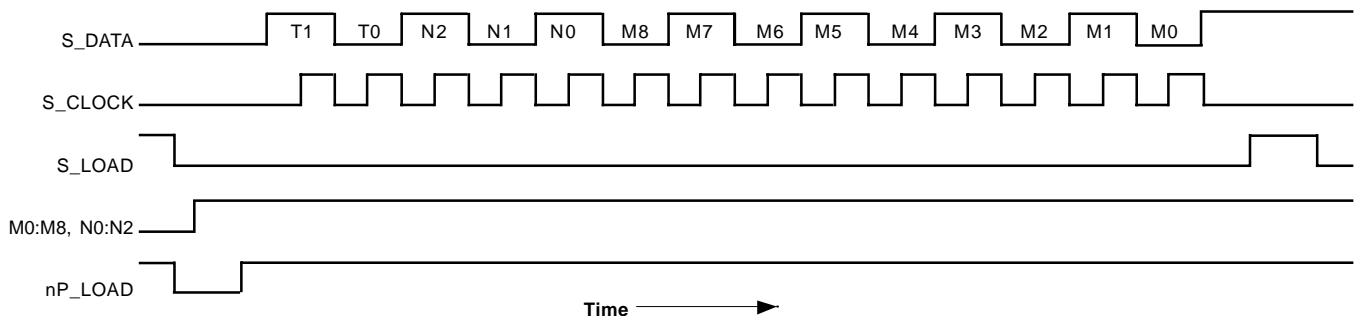 S_DATA T1 T0 N2 N1 N0 M8 M7 M6 M5 M4 M3 M2 M1 M0
S_CLOCK
S_LOAD
M0:M8, N0:N2
nP_LOAD
Time